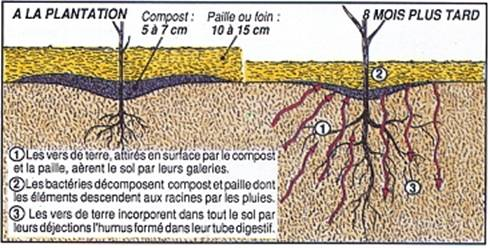 A LA PLANTATION
Compost :
5 à 7 cm
Paille ou foin :
10 à 15 cm
8 MOIS PLUS TARD
2
1
3
1 Les vers de terre, attirés en surface par le compost
et la paille, aèrent le sol par leurs galeries.
2 Les bactéries décomposent compost et paille dont
les éléments descendent aux racines par les pluies.
3 Les vers de terre incorporent dans tout le sol par
leurs déjections l'humus formé dans leur tube digestif.